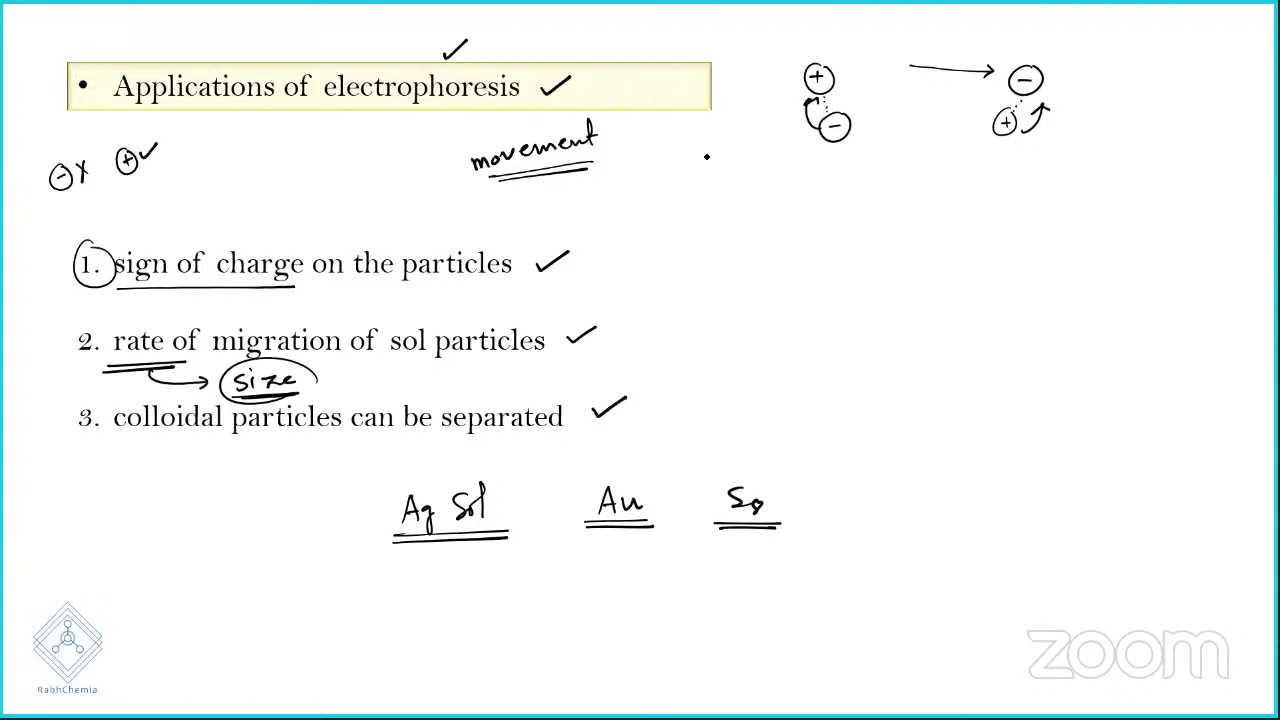 • Applications of electrophoresis
movement
1. sign of charge on the particles
2. rate of migration of sol particles
size
3. colloidal particles can be separated
Ag Sol Au S₈
RabhChemia
zoom